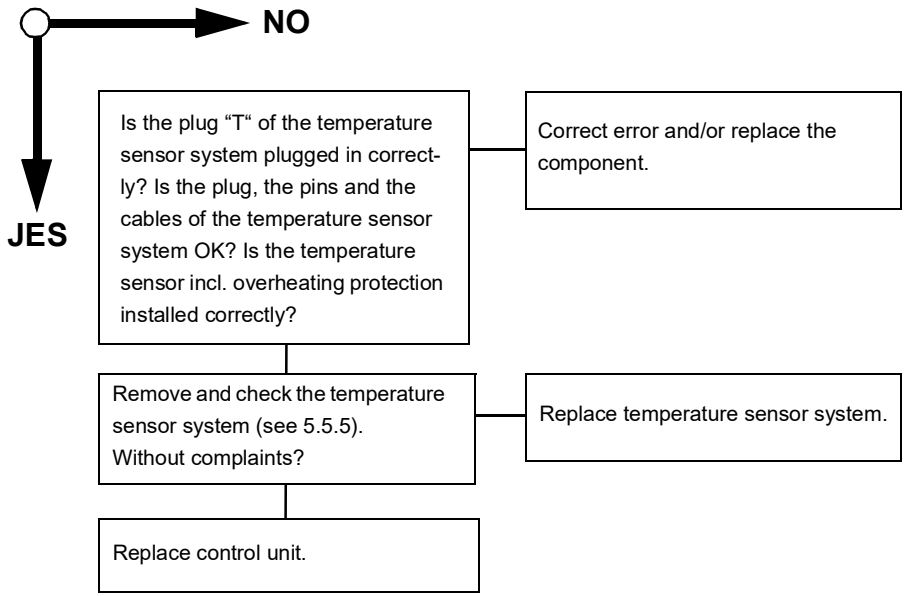 NO
JES
Is the plug “T“ of the temperature
sensor system plugged in correct-
ly? Is the plug, the pins and the
cables of the temperature sensor
system OK? Is the temperature
sensor incl. overheating protection
installed correctly?
Correct error and/or replace the
component.
Remove and check the temperature
sensor system (see 5.5.5).
Without complaints?
Replace temperature sensor system.
Replace control unit.